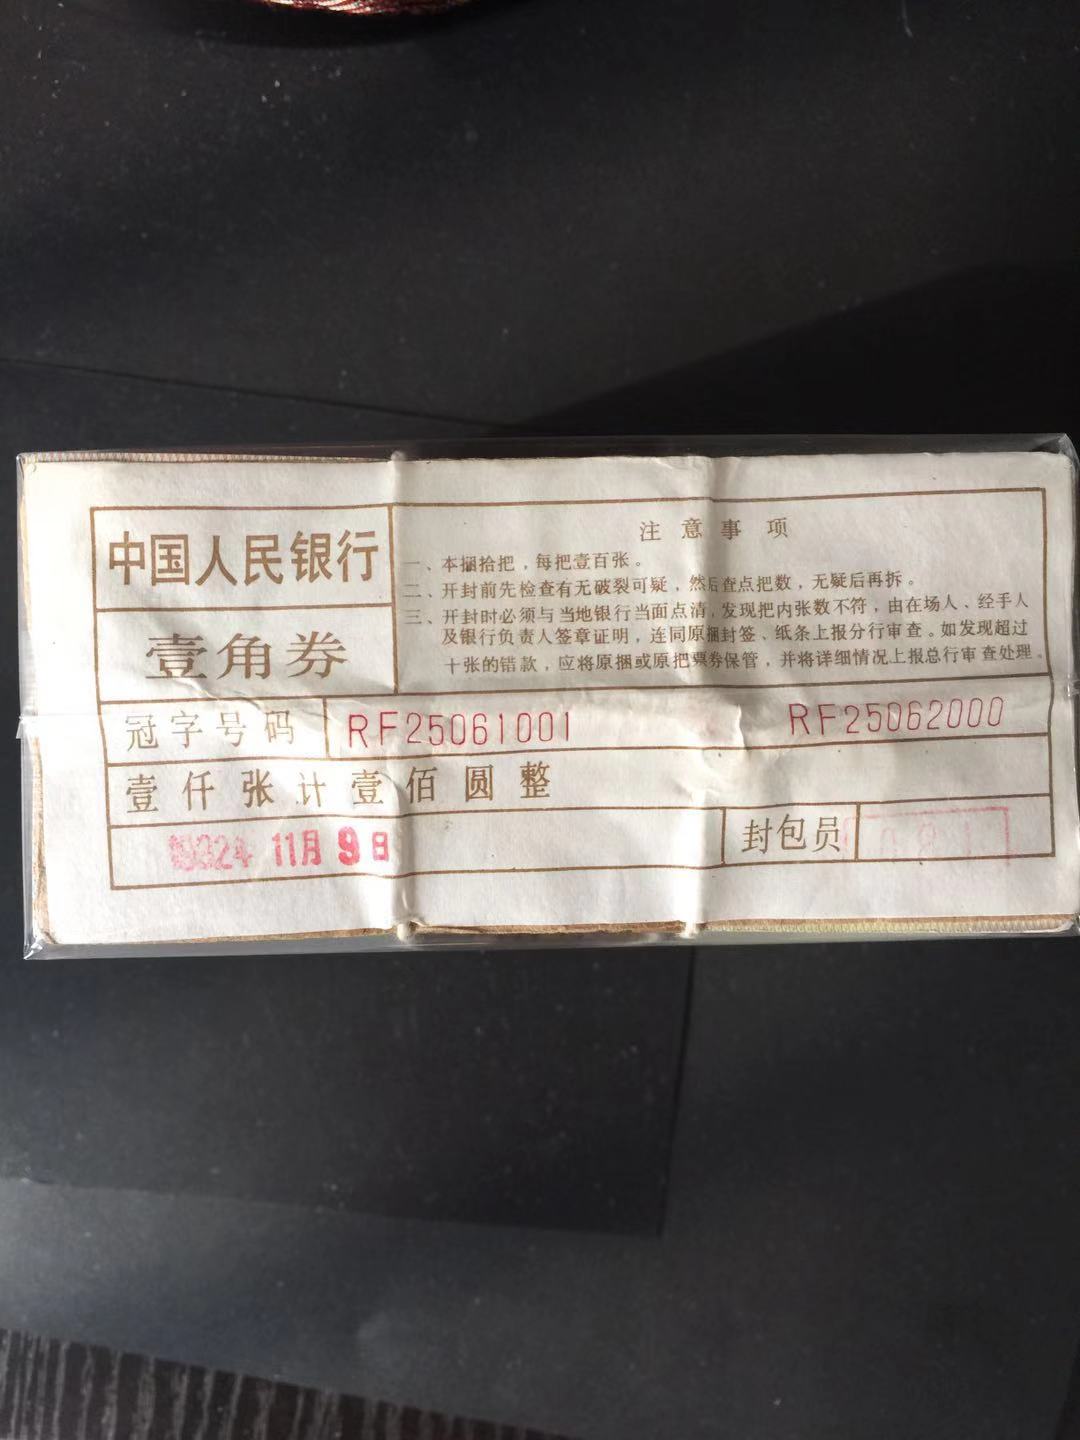 中国人民银行
壹角券
注意事项
一、本捆拾把，每把壹百张。
二、开封前先检查有无破裂可疑，然后查点把数，无疑后再拆。
三、开封时必须与当地银行当面点清，发现把内张数不符，由在场人、经手人
及银行负责人签章证明，连同原捆封签、纸条上报分行审查。如发现超过
十张的错款，应将原捆或原把票券保管，并将详细情况上报总行审查处理。
冠字号码 RF25061001 RF25062000
壹仟张计壹佰圆整
11月9日
封包员